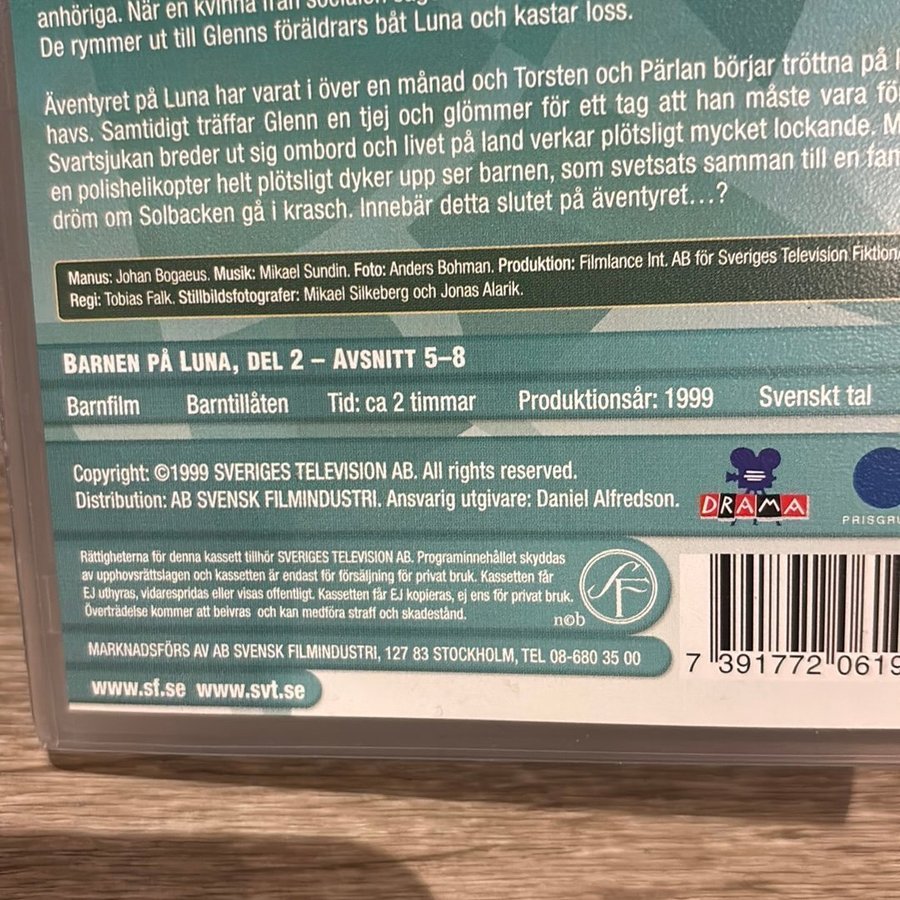 anhöriga. När en kvinna från
De rymmer ut till Glenns föräldrars båt Luna och kastar loss.
Äventyret på Luna har varat i över en månad och Torsten och Pärlan börjar tröttna på
havs. Samtidigt träffar Glenn en tjej och glömmer för ett tag att han måste vara
Svartsjukan breder ut sig ombord och livet på land verkar plötsligt mycket lockande.
en polishelikopter helt plötsligt dyker upp ser barnen, som svetsats samman till en
dröm om Solbacken gå i krasch. Innebär detta slutet på äventyret...?
Manus: Johan Bogaeus. Musik: Mikael Sundin. Foto: Anders Bohman. Produktion: Filmlance Int. AB för Sveriges Television Fiktion
Regi: Tobias Falk. Stillbildsfotografer: Mikael Silkeberg och Jonas Alarik.
BARNEN PÅ LUNA, DEL 2 – AVSNITT 5–8
Barnfilm Barntillåten Tid: ca 2 timmar Produktionsår: 1999 Svenskt tal
Copyright: ©1999 SVERIGES TELEVISION AB. All rights reserved.
Distribution: AB SVENSK FILMINDUSTRI. Ansvarig utgivare: Daniel Alfredson.
DRAMA
PRISGRU
Rättigheterna för denna kassett tillhör SVERIGES TELEVISION AB. Programinnehållet skyddas
av upphovsrättslagen och kassetten är endast för försäljning för privat bruk. Kassetten får
EJ uthyras, vidarespridas eller visas offentligt. Kassetten får EJ kopieras, ej ens för privat bruk.
Överträdelse kommer att beivras och kan medföra straff och skadestånd.
n©b
SF
MARKNADSFÖRS AV AB SVENSK FILMINDUSTRI, 127 83 STOCKHOLM, TEL 08-680 35 00
7 391772 0619
www.sf.se www.svt.se